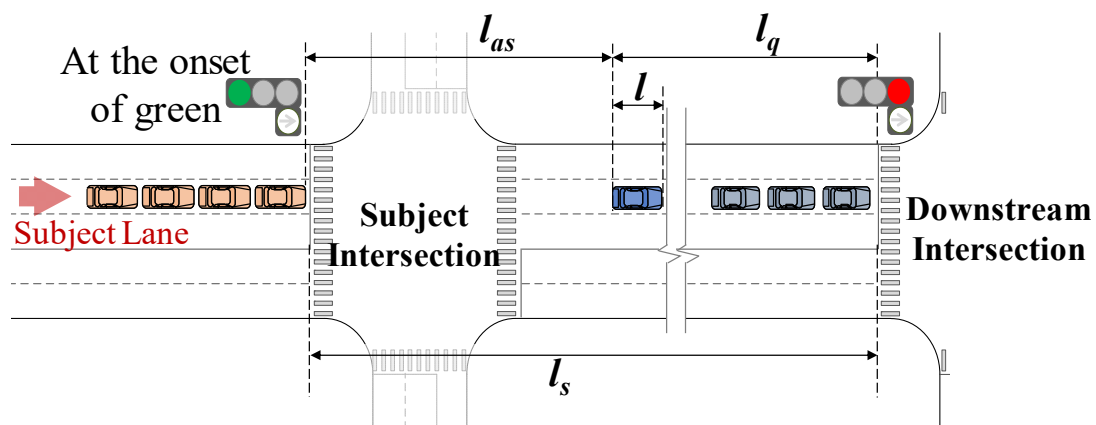 l_as
l_q
At the onset
of green
l
Subject
Intersection
Subject Lane
Downstream
Intersection
l_s